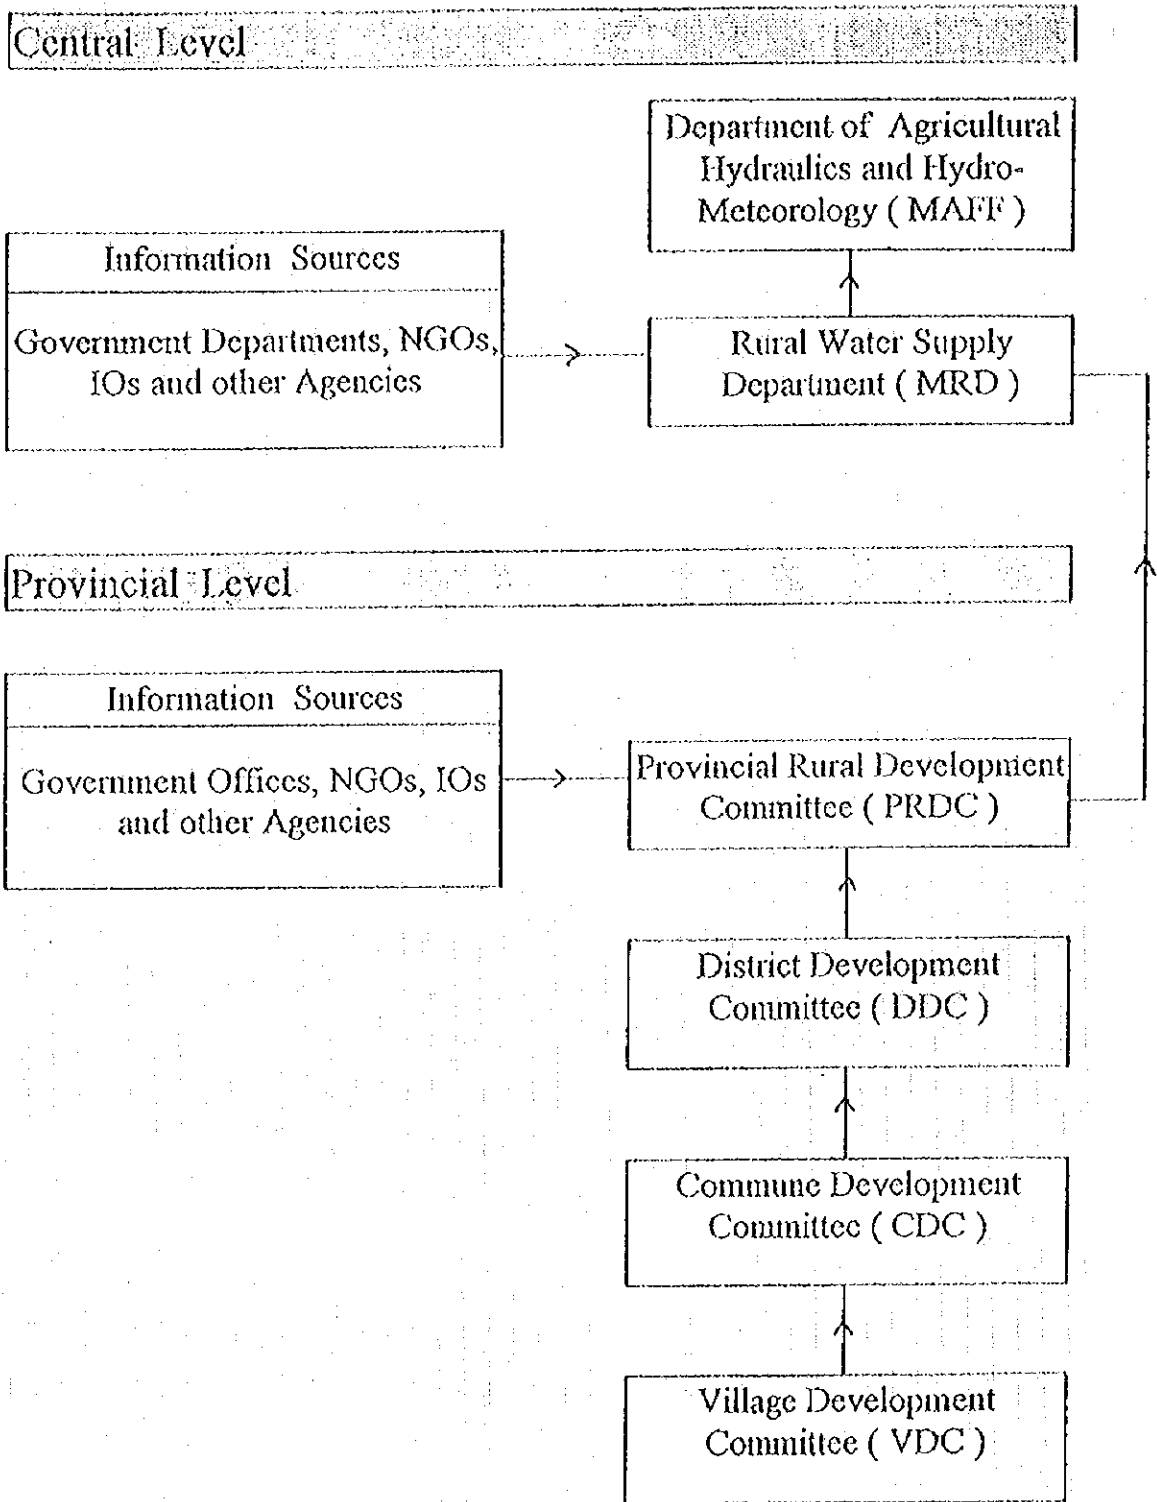 Central Level
Department of Agricultural
Hydraulics and Hydro-
Meteorology ( MAFF )
Information Sources
Government Departments, NGOs,
IOs and other Agencies
Rural Water Supply
Department ( MRD )
Provincial Level
Information Sources
Government Offices, NGOs, IOs
and other Agencies
Provincial Rural Development
Committee ( PRDC )
District Development
Committee ( DDC )
Commune Development
Committee ( CDC )
Village Development
Committee ( VDC )